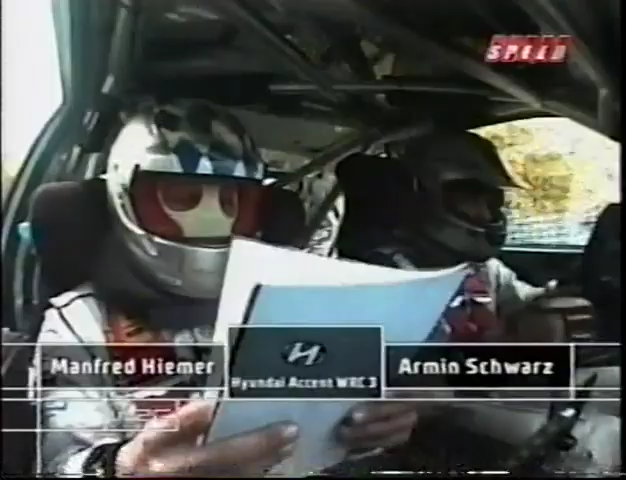 SPEED
Manfred Hiemer
Hyundai Accent WRC 3
Armin Schwarz